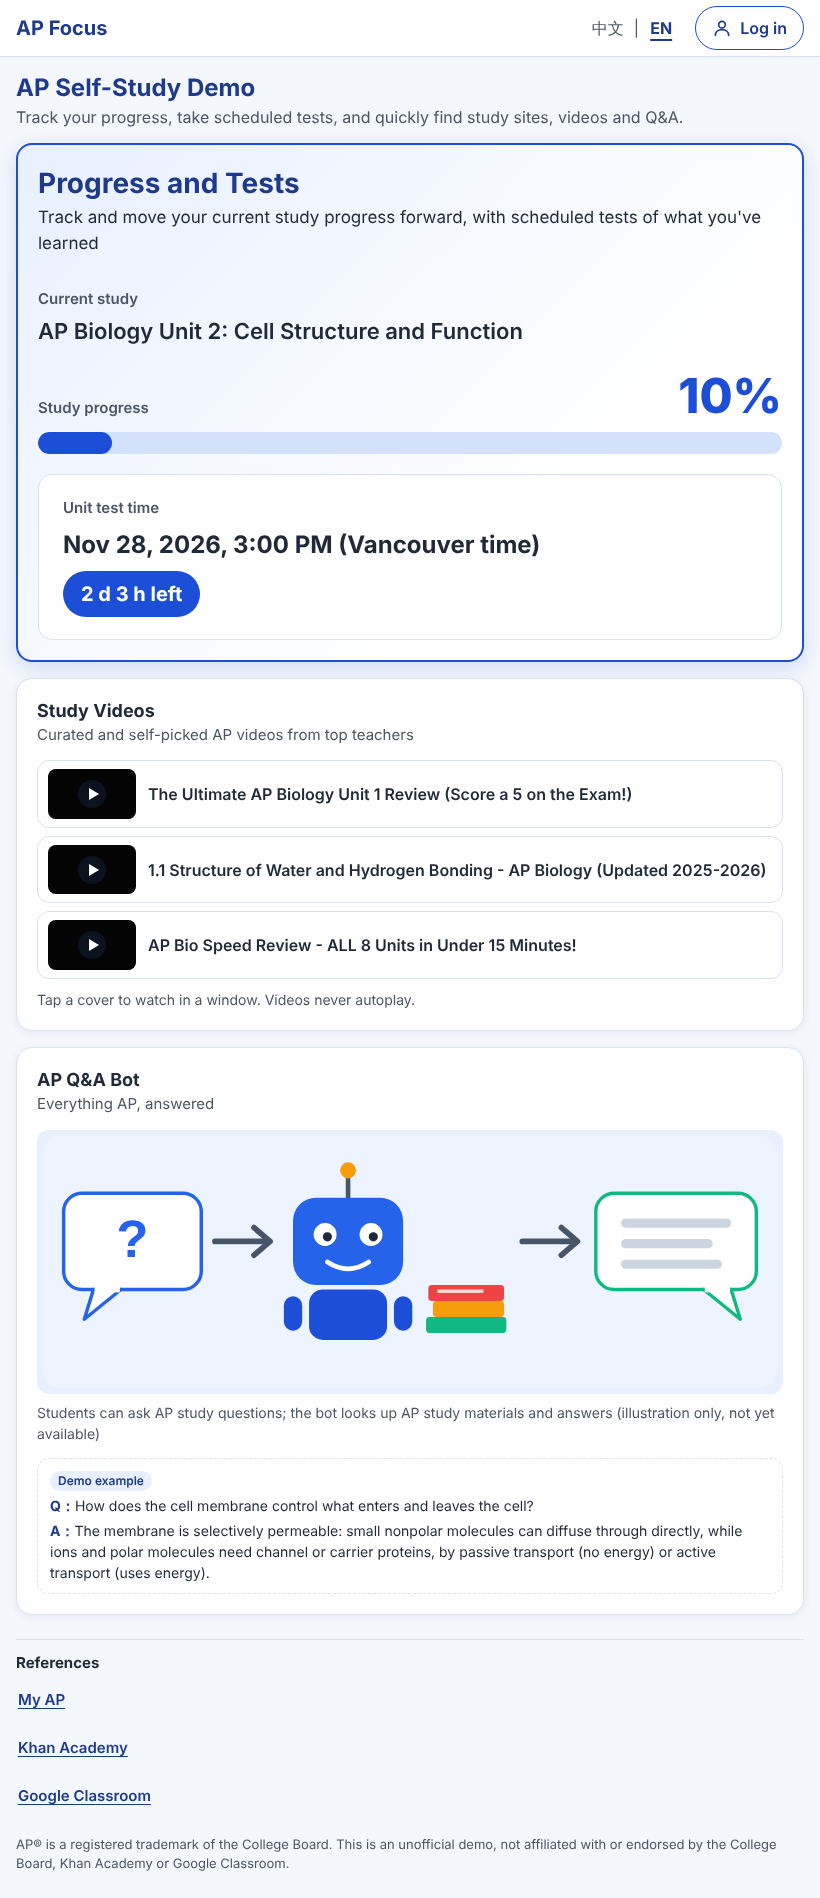 AP Focus
中文 | EN
Log in
AP Self-Study Demo
Track your progress, take scheduled tests, and quickly find study sites, videos and Q&A.
Progress and Tests
Track and move your current study progress forward, with scheduled tests of what you've
learned
Current study
AP Biology Unit 2: Cell Structure and Function
Study progress
10%
Unit test time
Nov 28, 2026, 3:00 PM (Vancouver time)
2 d 3 h left
Study Videos
Curated and self-picked AP videos from top teachers
The Ultimate AP Biology Unit 1 Review (Score a 5 on the Exam!)
1.1 Structure of Water and Hydrogen Bonding - AP Biology (Updated 2025-2026)
AP Bio Speed Review - ALL 8 Units in Under 15 Minutes!
Tap a cover to watch in a window. Videos never autoplay.
AP Q&A Bot
Everything AP, answered
?
Students can ask AP study questions; the bot looks up AP study materials and answers (illustration only, not yet
available)
Demo example
Q：How does the cell membrane control what enters and leaves the cell?
A：The membrane is selectively permeable: small nonpolar molecules can diffuse through directly, while
ions and polar molecules need channel or carrier proteins, by passive transport (no energy) or active
transport (uses energy).
References
My AP
Khan Academy
Google Classroom
AP® is a registered trademark of the College Board. This is an unofficial demo, not affiliated with or endorsed by the College
Board, Khan Academy or Google Classroom.